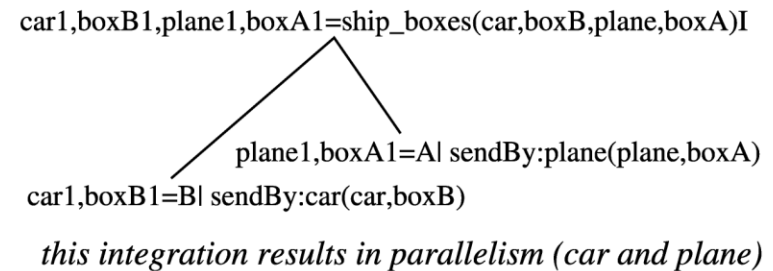 car1,boxB1,plane1,boxA1=ship_boxes(car,boxB,plane,boxA)I
plane1,boxA1=A| sendBy:plane(plane,boxA)
car1,boxB1=B| sendBy:car(car,boxB)
this integration results in parallelism (car and plane)